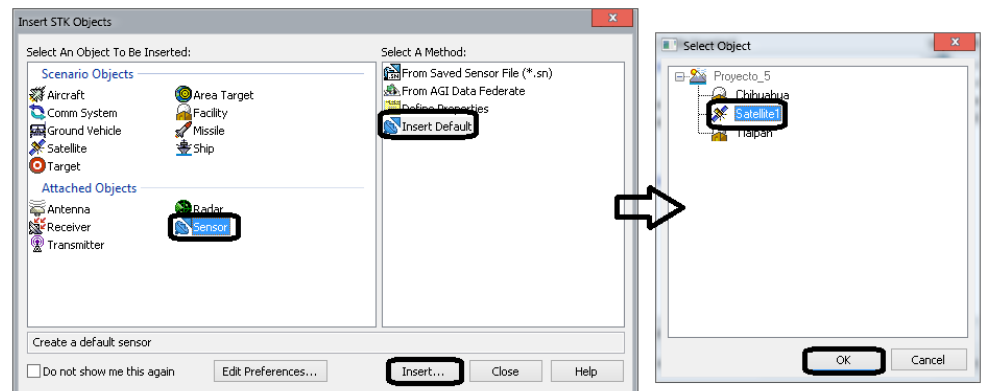 Insert STK Objects
Select An Object To Be Inserted:
Scenario Objects
Aircraft
Area Target
Comm System
Facility
Ground Vehicle
Missile
Satellite
Ship
Target
Attached Objects
Antenna
Radar
Receiver
Sensor
Transmitter
Select A Method:
From Saved Sensor File (*.sn)
From AGI Data Federate
Define Properties
Insert Default
Create a default sensor
Do not show me this again
Edit Preferences...
Insert...
Close
Help
Select Object
Proyecto_5
Chihuahua
Satellite1
Tlalpan
OK
Cancel